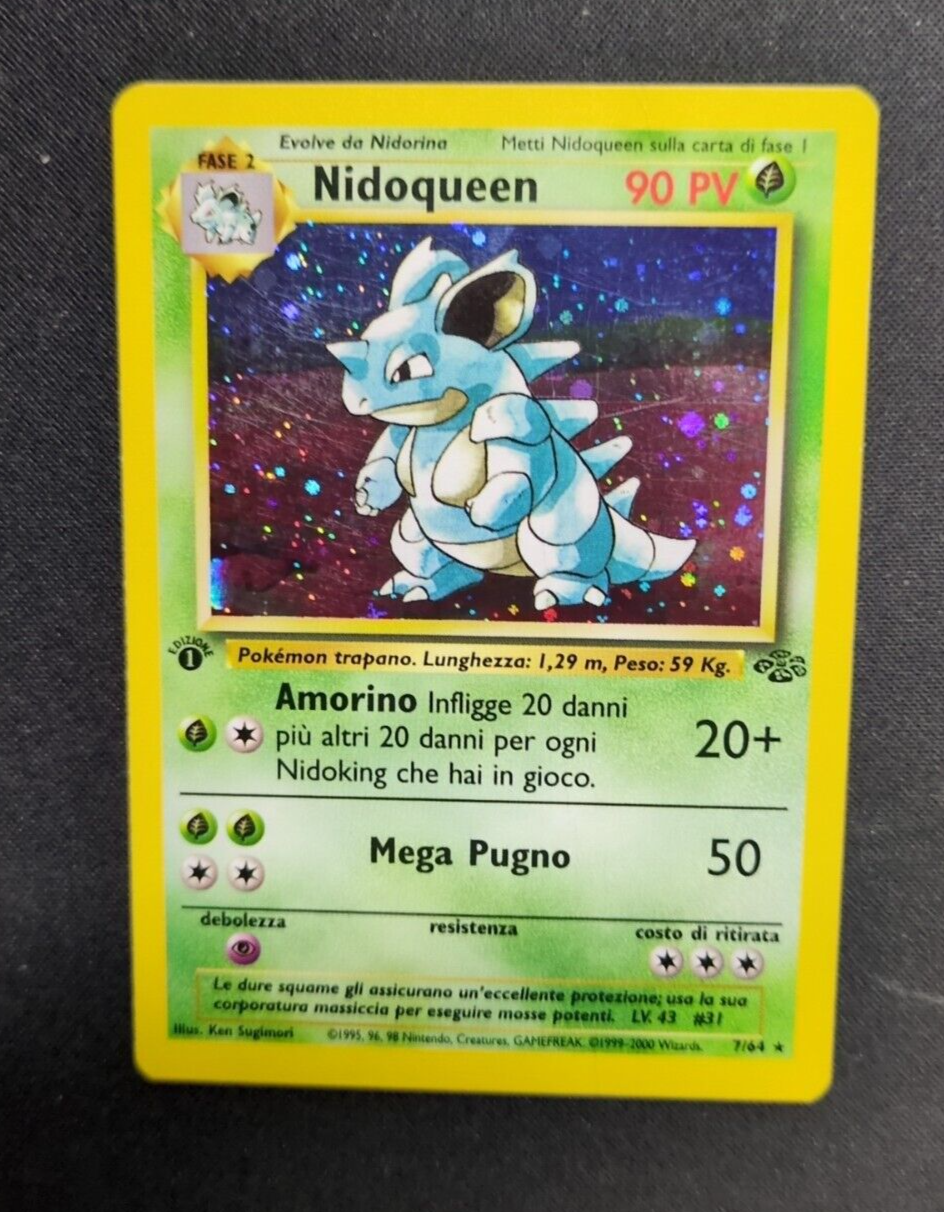 Evolve da Nidorina
Metti Nidoqueen sulla carta di fase 1
FASE 2
Nidoqueen
90 PV
EDIZIONE
1
Pokémon trapano. Lunghezza: 1,29 m, Peso: 59 Kg.
Amorino Infligge 20 danni
più altri 20 danni per ogni
Nidoking che hai in gioco.
20+
Mega Pugno
50
debolezza
resistenza
costo di ritirata
Le dure squame gli assicurano un'eccellente protezione; usa la sua
corporatura massiccia per eseguire mosse potenti. LV. 43 #31
Illus. Ken Sugimori
©1995, 96, 98 Nintendo, Creatures, GAMEFREAK. ©1999-2000 Wizards.
7/64 ★